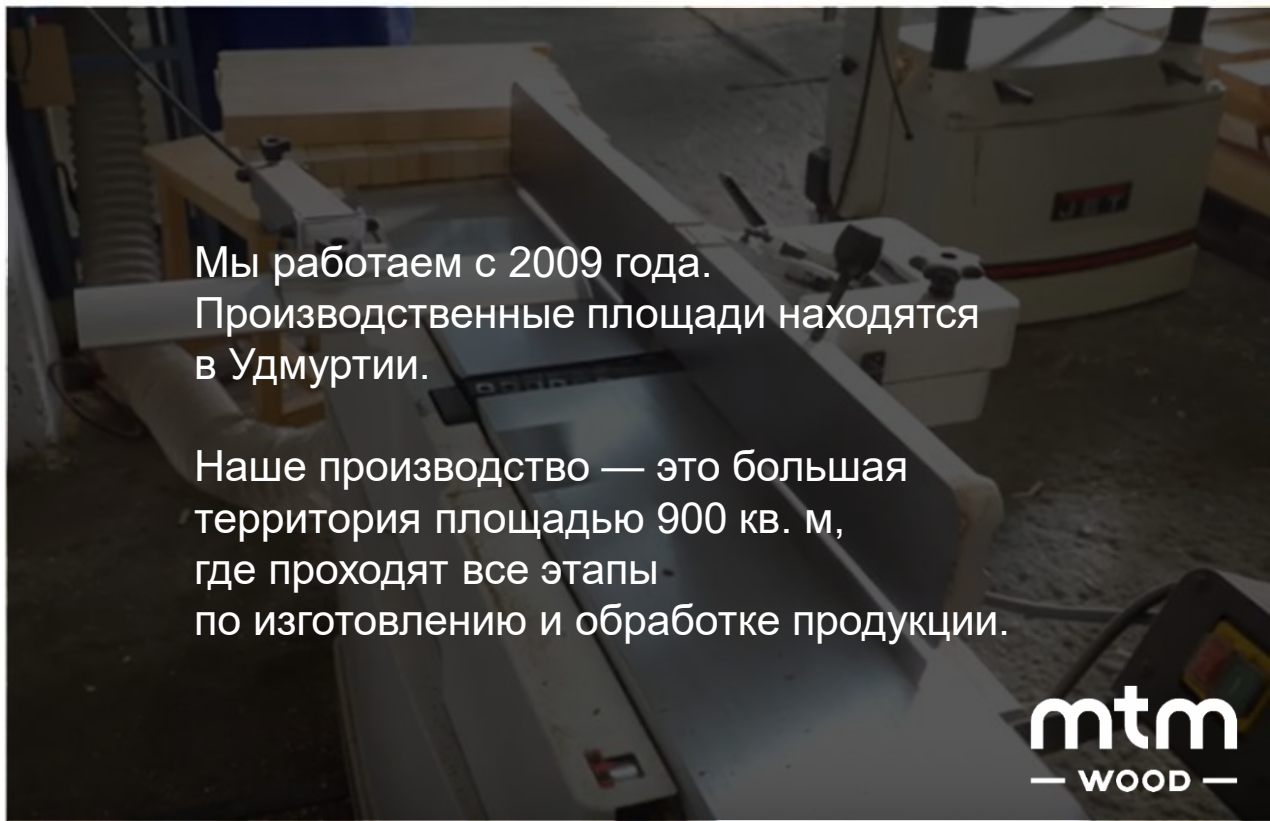 Мы работаем с 2009 года.
Производственные площади находятся
в Удмуртии.
Наше производство — это большая
территория площадью 900 кв. м,
где проходят все этапы
по изготовлению и обработке продукции.
JET
mtm
WOOD